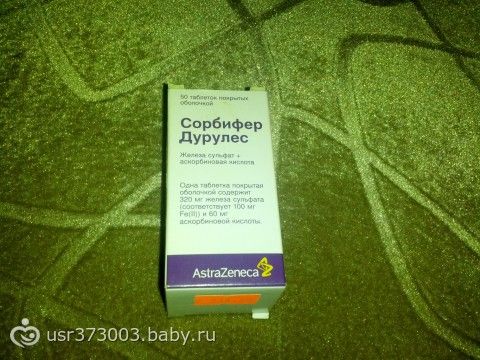 50 таблеток покрытых
оболочкой
Сорбифер
Дурулес
Железа сульфат +
аскорбиновая кислота
Одна таблетка покрытая
оболочкой содержит
320 мг железа сульфата
(соответствует 100 мг
Fe(II)) и 60 мг
аскорбиновой кислоты.
AstraZeneca
usr373003.baby.ru